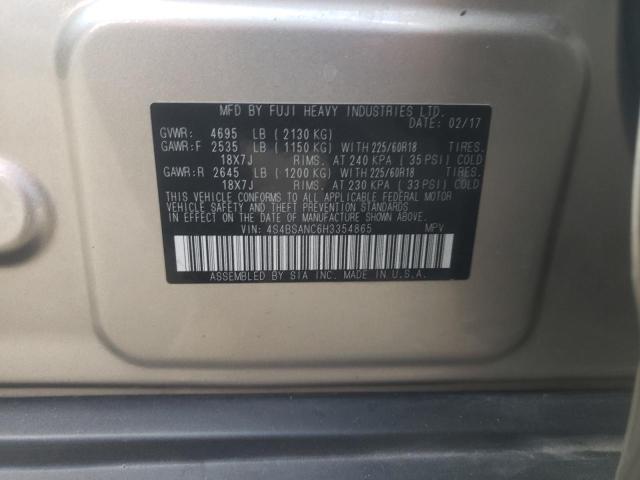 MFD BY FUJI HEAVY INDUSTRIES LTD.
DATE: 02/17
GVWR: 4695 LB (2130 KG)
GAWR:F 2535 LB (1150 KG) WITH 225/60R18 TIRES.
18X7J RIMS. AT 240 KPA (35 PSI) COLD
GAWR:R 2645 LB (1200 KG) WITH 225/60R18 TIRES.
18X7J RIMS. AT 230 KPA (33 PSI) COLD
THIS VEHICLE CONFORMS TO ALL APPLICABLE FEDERAL MOTOR
VEHICLE SAFETY AND THEFT PREVENTION STANDARDS IN EFFECT
ON THE DATE OF MANUFACTURE SHOWN ABOVE.
VIN: 4S4BSANC6H3354865 MPV
ASSEMBLED BY SIA INC. MADE IN U.S.A.